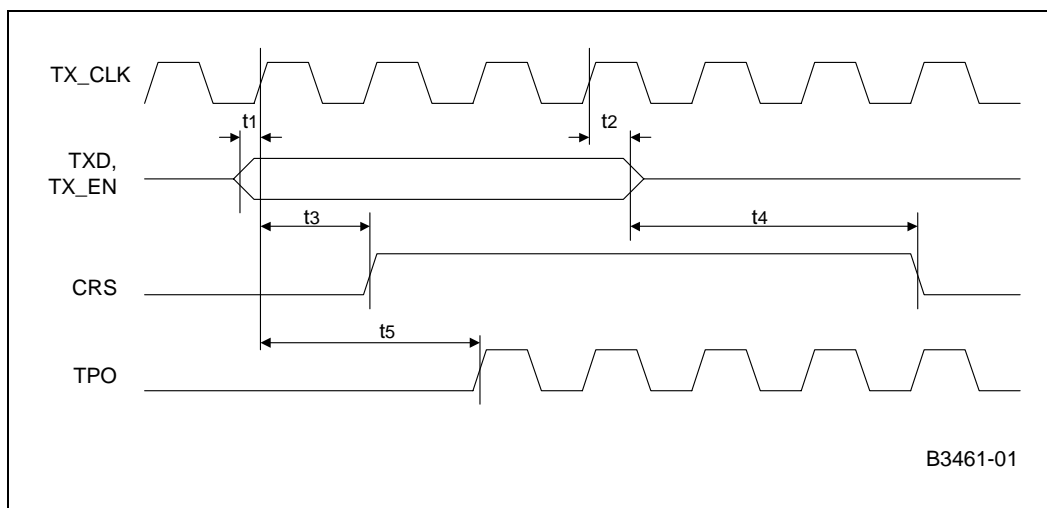 TX_CLK
t1
t2
TXD,
TX_EN
t3
t4
CRS
t5
TPO
B3461-01